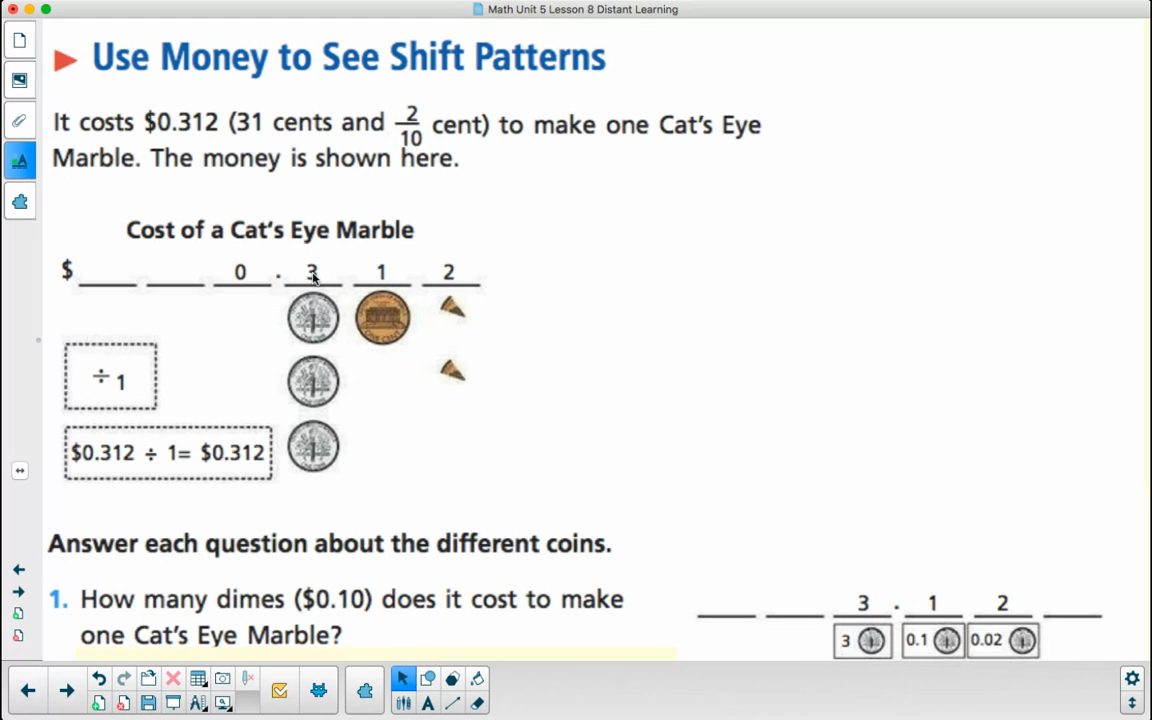 Math Unit 5 Lesson 8 Distant Learning
Use Money to See Shift Patterns
It costs $0.312 (31 cents and 2/10 cent) to make one Cat's Eye
Marble. The money is shown here.
Cost of a Cat's Eye Marble
$ 0 . 3 1 2
÷ 1
$0.312 ÷ 1= $0.312
Answer each question about the different coins.
1. How many dimes ($0.10) does it cost to make
one Cat's Eye Marble?
3 . 1 2
3 0.1 0.02